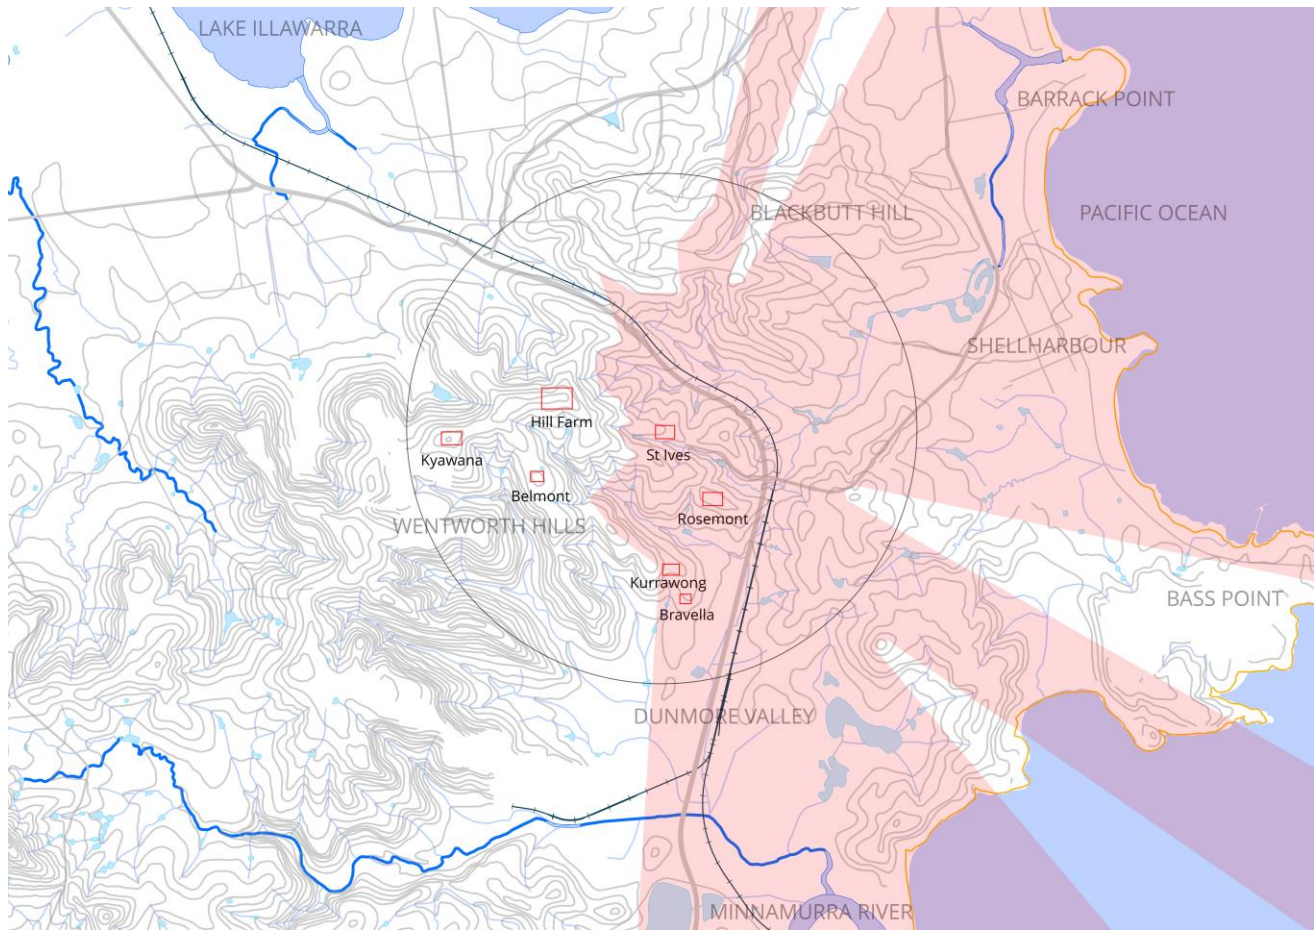 LAKE ILLAWARRA
BARRACK POINT
BLACKBUTT HILL
PACIFIC OCEAN
SHELLHARBOUR
Hill Farm
Kyawana
St Ives
Belmont
Rosemont
WENTWORTH HILLS
Kurrawong
Bravella
BASS POINT
DUNMORE VALLEY
MINNAMURRA RIVER